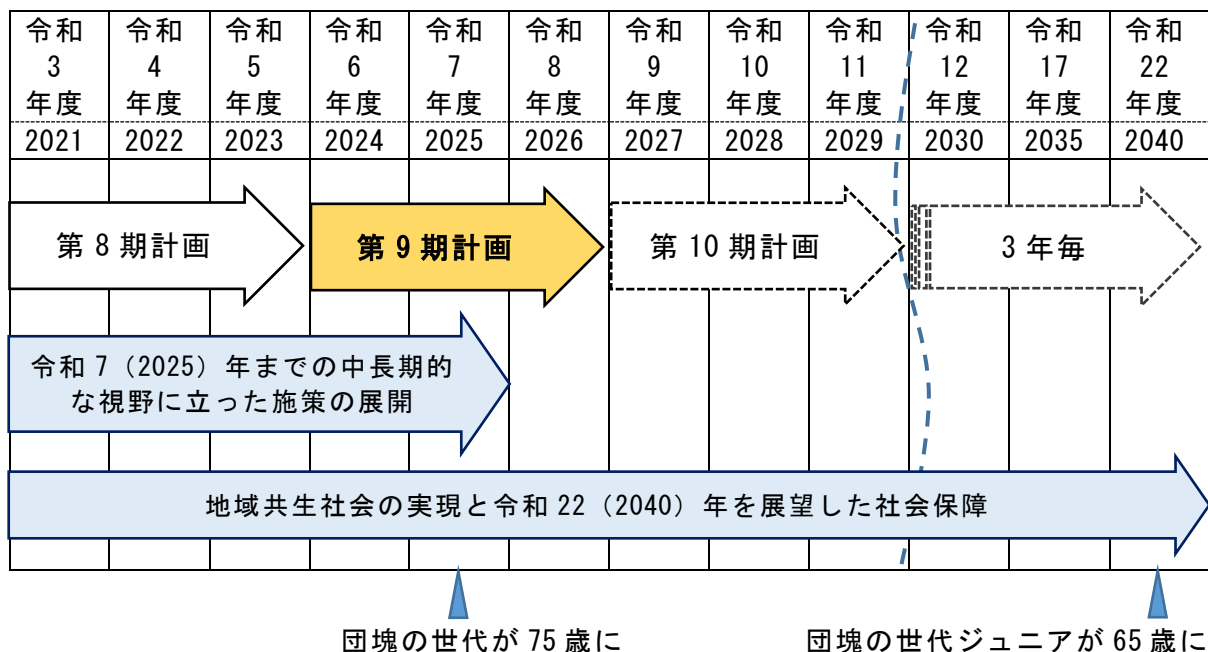 令和 令和 令和 令和 令和 令和 令和 令和 令和 令和 令和 令和
3 4 5 6 7 8 9 10 11 12 17 22
年度 年度 年度 年度 年度 年度 年度 年度 年度 年度 年度 年度
2021 2022 2023 2024 2025 2026 2027 2028 2029 2030 2035 2040
第8期計画 第9期計画 第10期計画 3年毎
令和7（2025）年までの中長期的
な視野に立った施策の展開
地域共生社会の実現と令和22（2040）年を展望した社会保障
団塊の世代が75歳に 団塊の世代ジュニアが65歳に